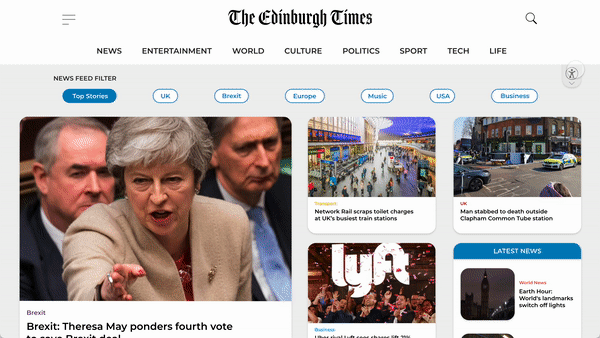 The Edinburgh Times
NEWS
ENTERTAINMENT
WORLD
CULTURE
POLITICS
SPORT
TECH
LIFE
NEWS FEED FILTER
Top Stories
UK
Brexit
Europe
Music
USA
Business
Brexit
Brexit: Theresa May ponders fourth vote
to save Brexit deal
Transport
Network Rail scraps toilet charges
at UK's busiest train stations
UK
Man stabbed to death outside
Clapham Common Tube station
lyft
Business
Uber rival Lyft sees shares lift 21%
LATEST NEWS
World News
Earth Hour:
World's landmarks
switch off lights